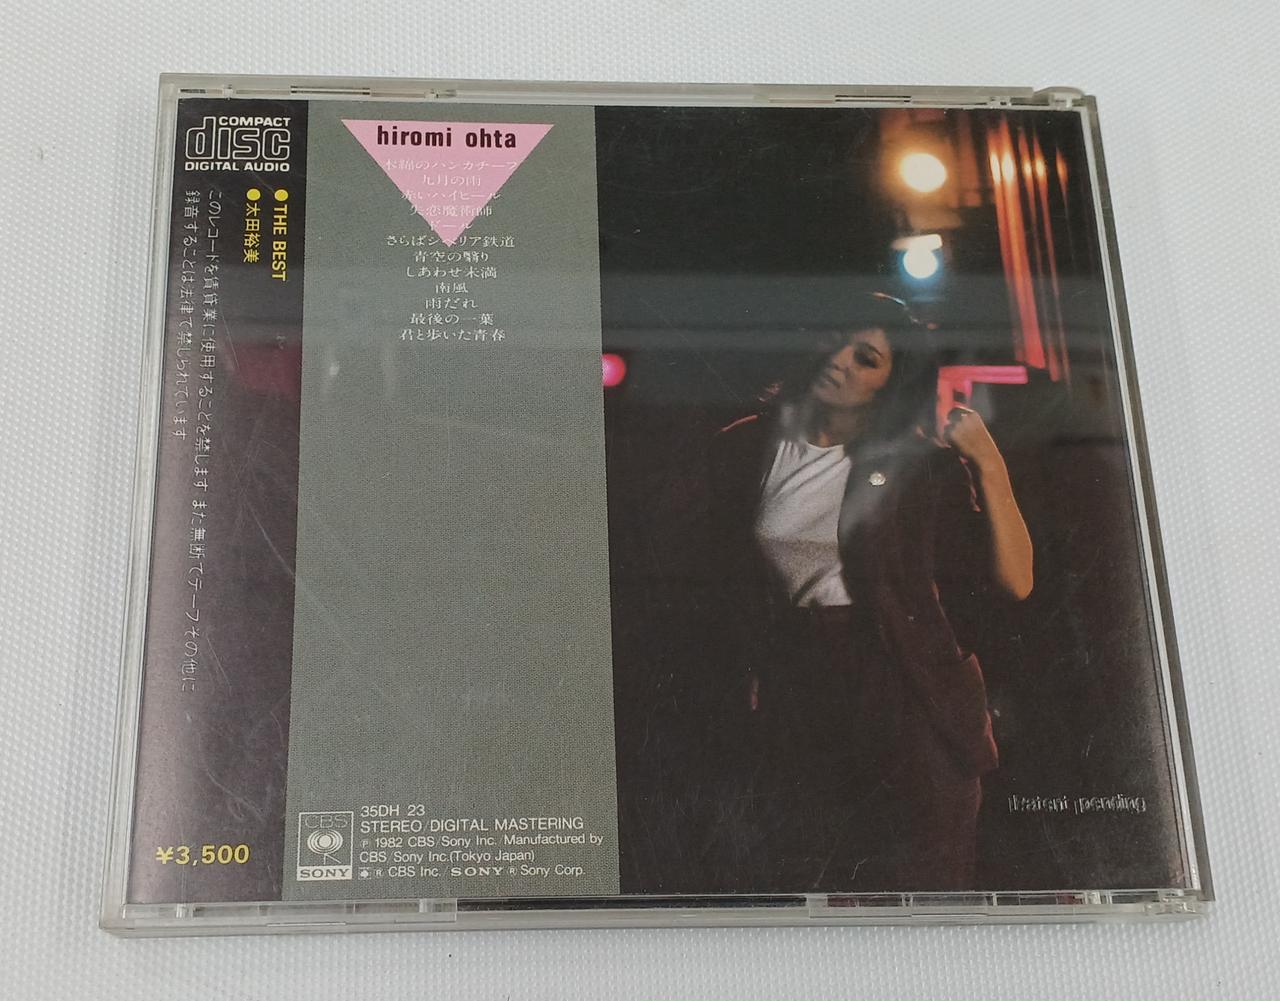 COMPACT
disc
DIGITAL AUDIO
●THE BEST
●太田裕美
このレコードを賃貸業に使用することを禁じます また無断でテープその他に
録音することは法律で禁じられています
¥3,500
hiromi ohta
木綿のハンカチーフ
九月の雨
赤いハイヒール
失恋魔術師
ドール
さらばシベリア鉄道
青空の翳り
しあわせ未満
南風
雨だれ
最後の一葉
君と歩いた青春
CBS
SONY
35DH 23
STEREO/DIGITAL MASTERING
Ⓟ 1982 CBS/Sony Inc./Manufactured by
CBS/Sony Inc.(Tokyo Japan)
® CBS Inc./SONY ® Sony Corp.
Patent pending